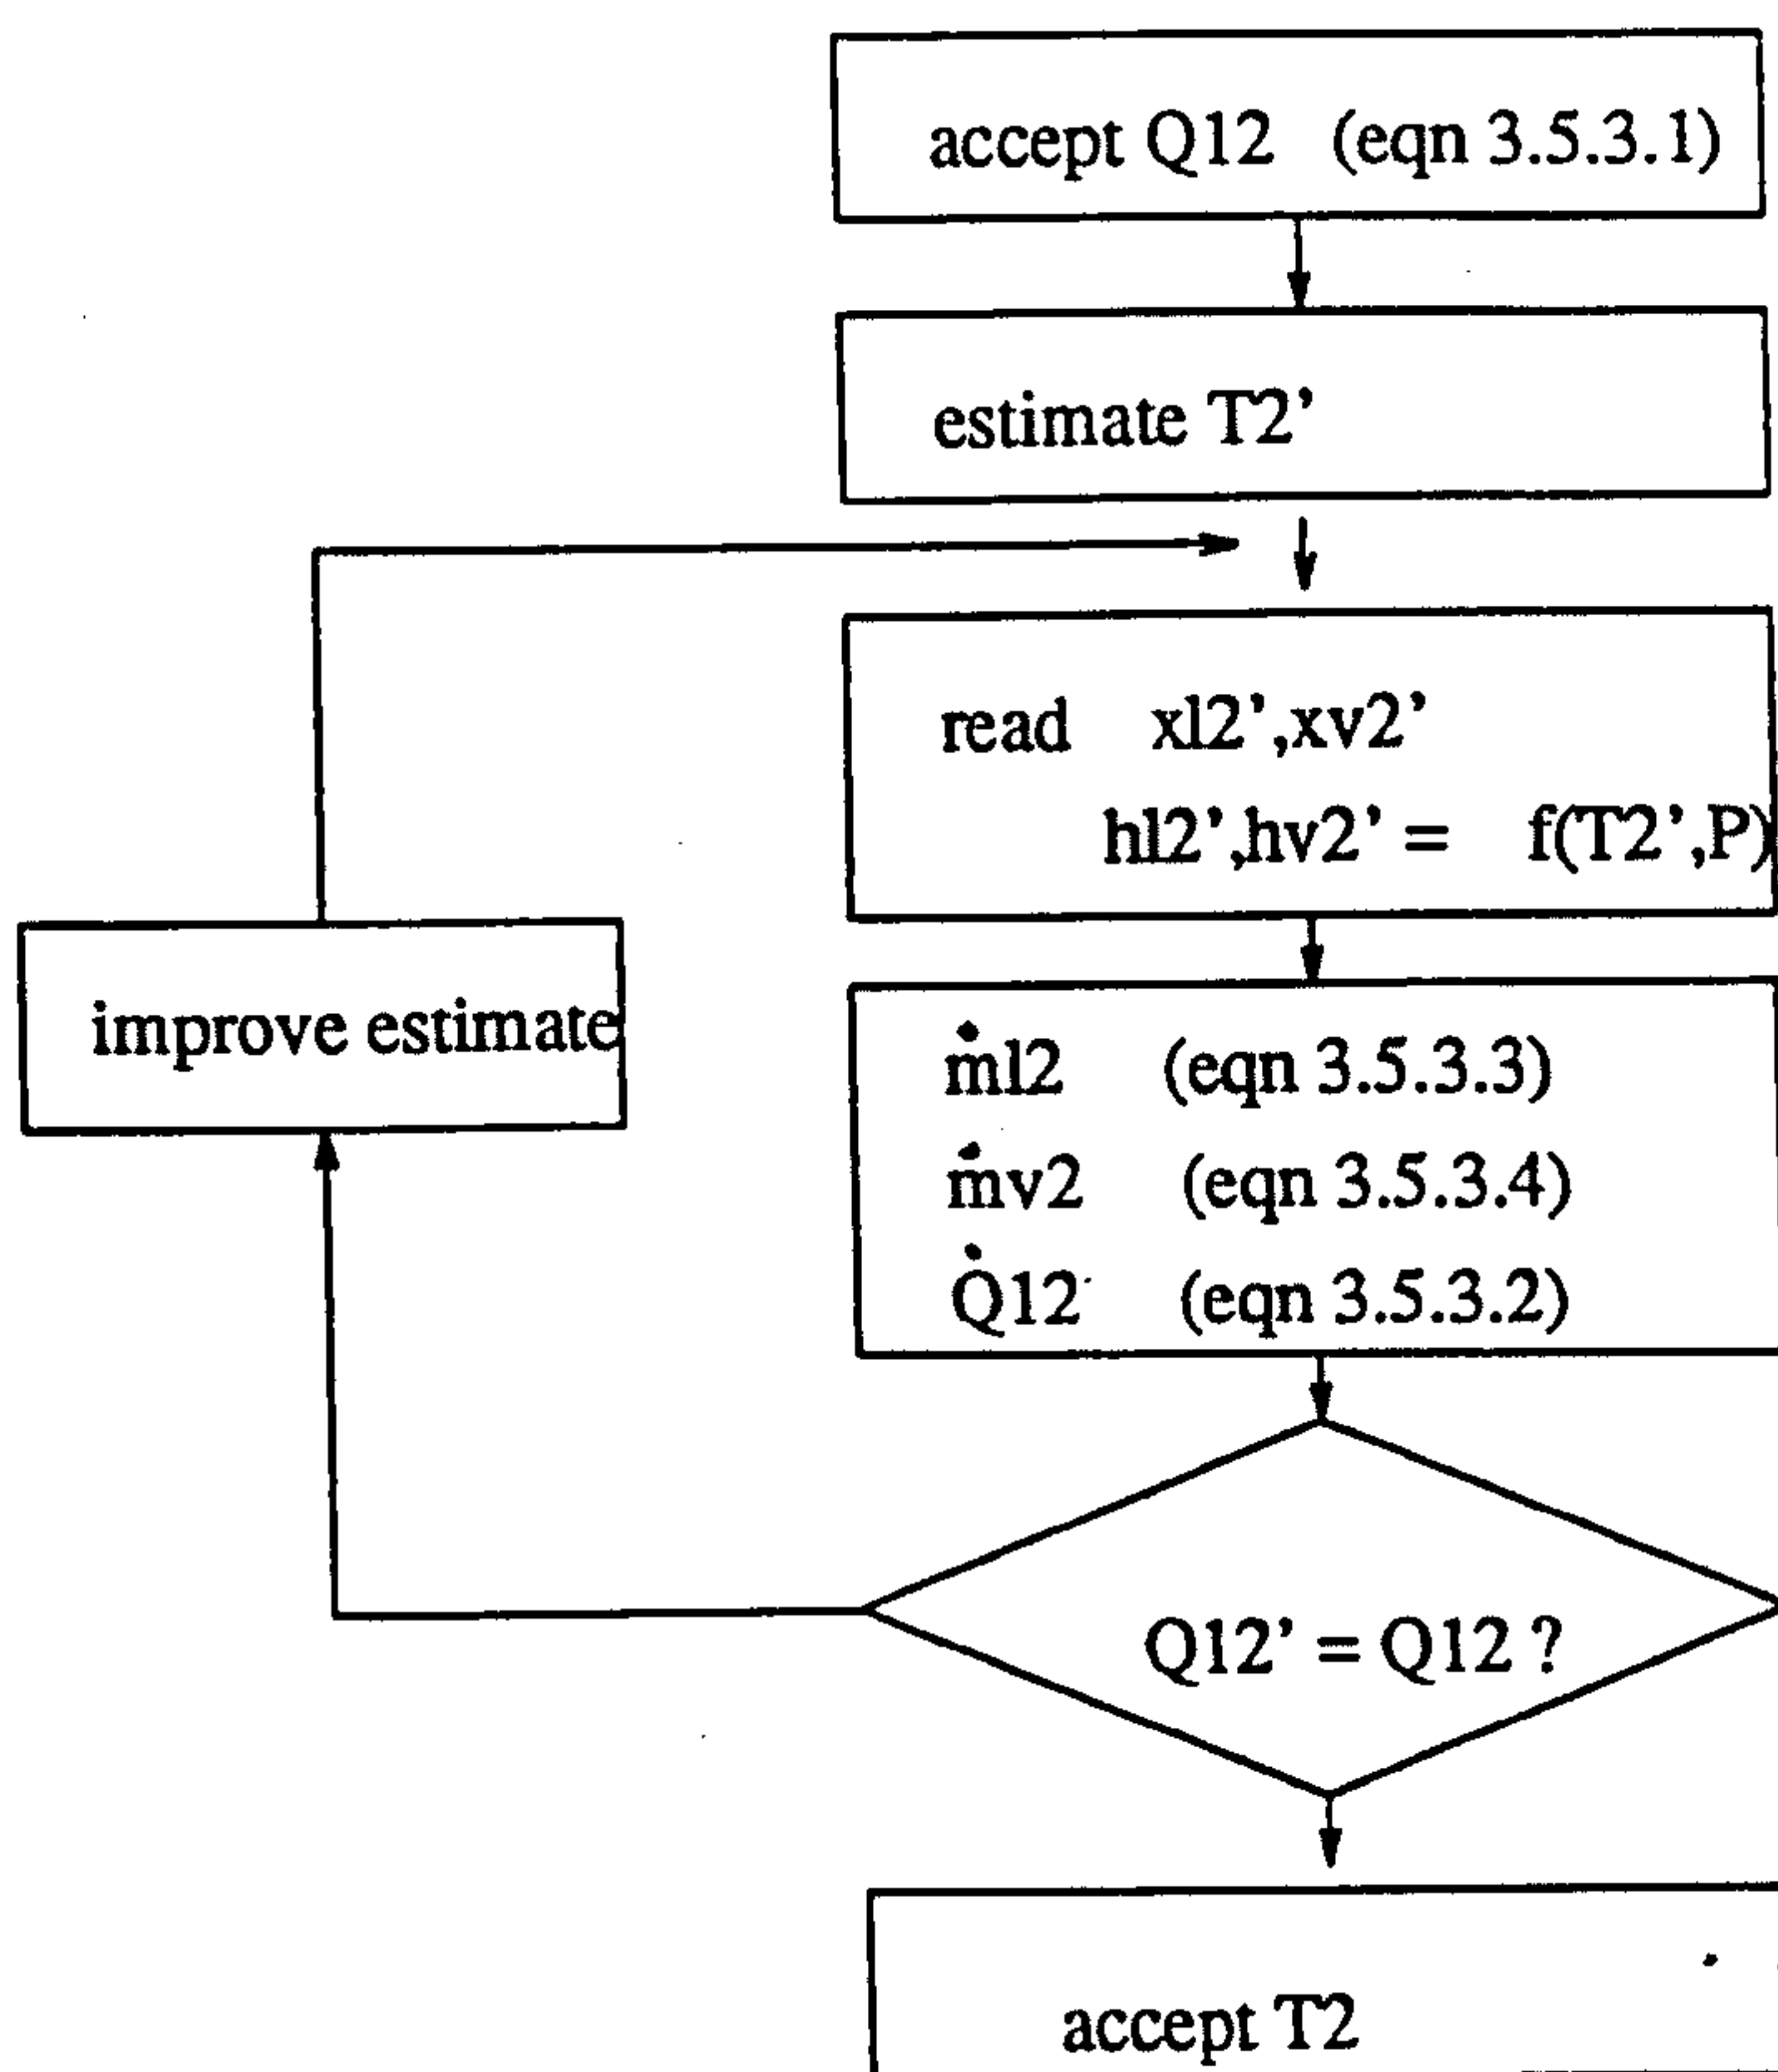 accept Q12 (eqn 3.5.3.1)
estimate T2’
read xl2’,xv2’
hl2’,hv2’ = f(T2’,P)
improve estimate
ṁl2 (eqn 3.5.3.3)
ṁv2 (eqn 3.5.3.4)
Q̇12 (eqn 3.5.3.2)
Q12’ = Q12 ?
accept T2